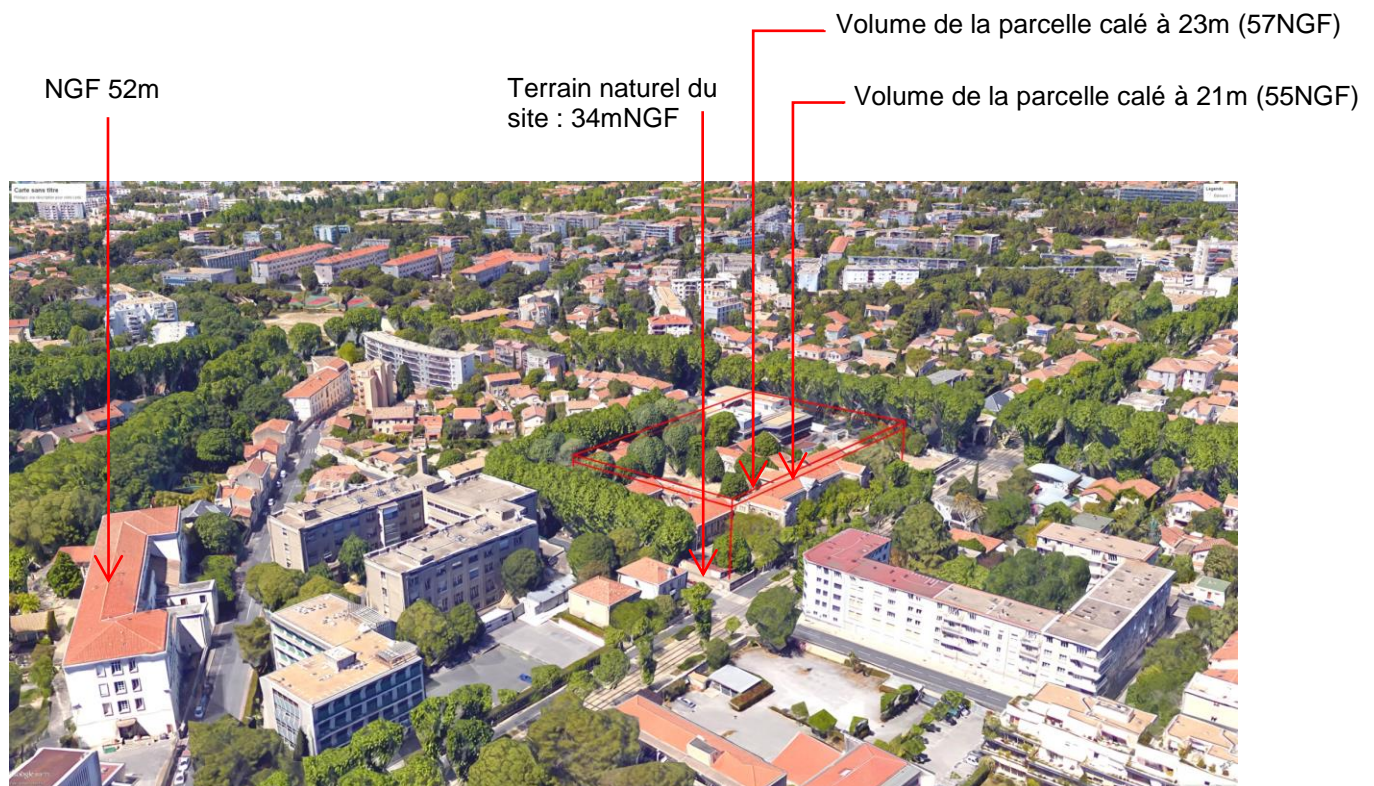 Volume de la parcelle calé à 23m (57NGF)
NGF 52m
Terrain naturel du
site : 34mNGF
Volume de la parcelle calé à 21m (55NGF)
Carte sans titre
Légende